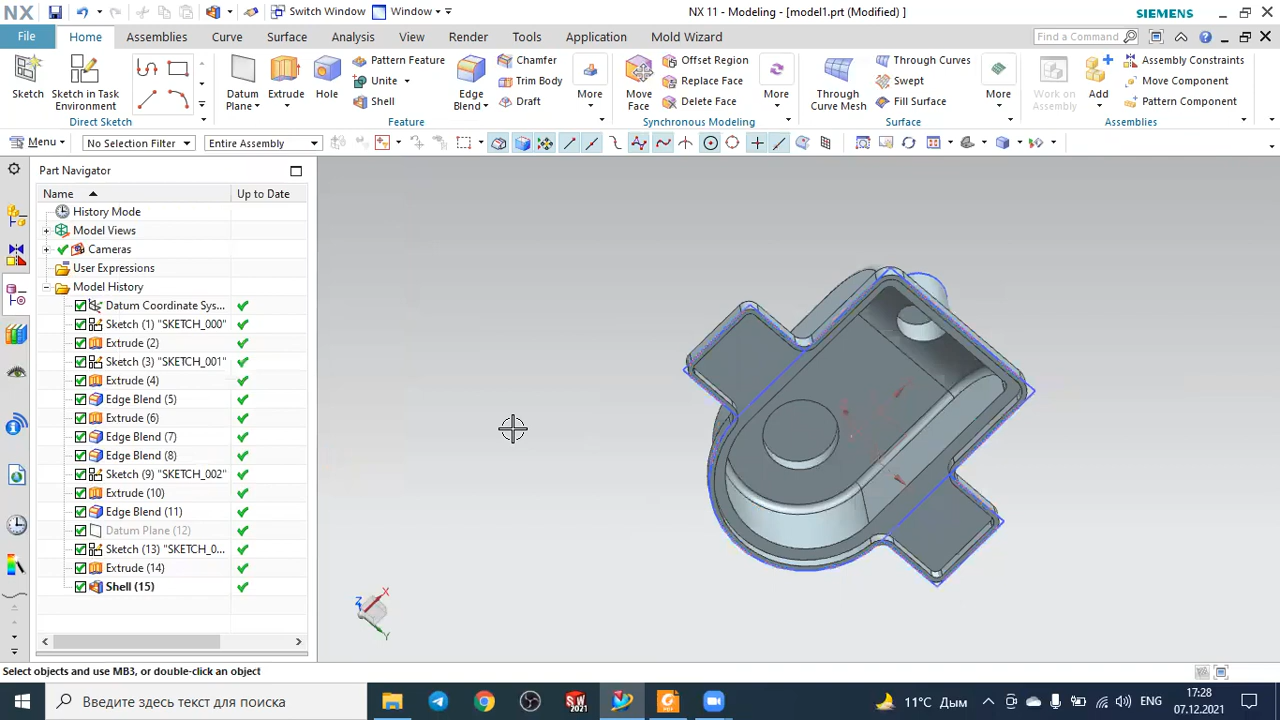 NX Switch Window Window NX 11 - Modeling - [model1.prt (Modified) ] SIEMENS
File Home Assemblies Curve Surface Analysis View Render Tools Application Mold Wizard Find a Command
Sketch
Sketch in Task Environment
Direct Sketch
Datum Plane
Extrude
Hole
Pattern Feature
Unite
Shell
Edge Blend
Chamfer
Trim Body
Draft
More
Feature
Move Face
Offset Region
Replace Face
Delete Face
More
Synchronous Modeling
Through Curve Mesh
Through Curves
Swept
Fill Surface
More
Surface
Work on Assembly
Add
Assembly Constraints
Move Component
Pattern Component
Assemblies
Menu No Selection Filter Entire Assembly
Part Navigator
Name Up to Date
History Mode
Model Views
Cameras
User Expressions
Model History
Datum Coordinate Sys...
Sketch (1) "SKETCH_000"
Extrude (2)
Sketch (3) "SKETCH_001"
Extrude (4)
Edge Blend (5)
Extrude (6)
Edge Blend (7)
Edge Blend (8)
Sketch (9) "SKETCH_002"
Extrude (10)
Edge Blend (11)
Datum Plane (12)
Sketch (13) "SKETCH_0...
Extrude (14)
Shell (15)
Z X
Y
Select objects and use MB3, or double-click an object
Введите здесь текст для поиска
SW
2021
11°C Дым
ENG
17:28
07.12.2021